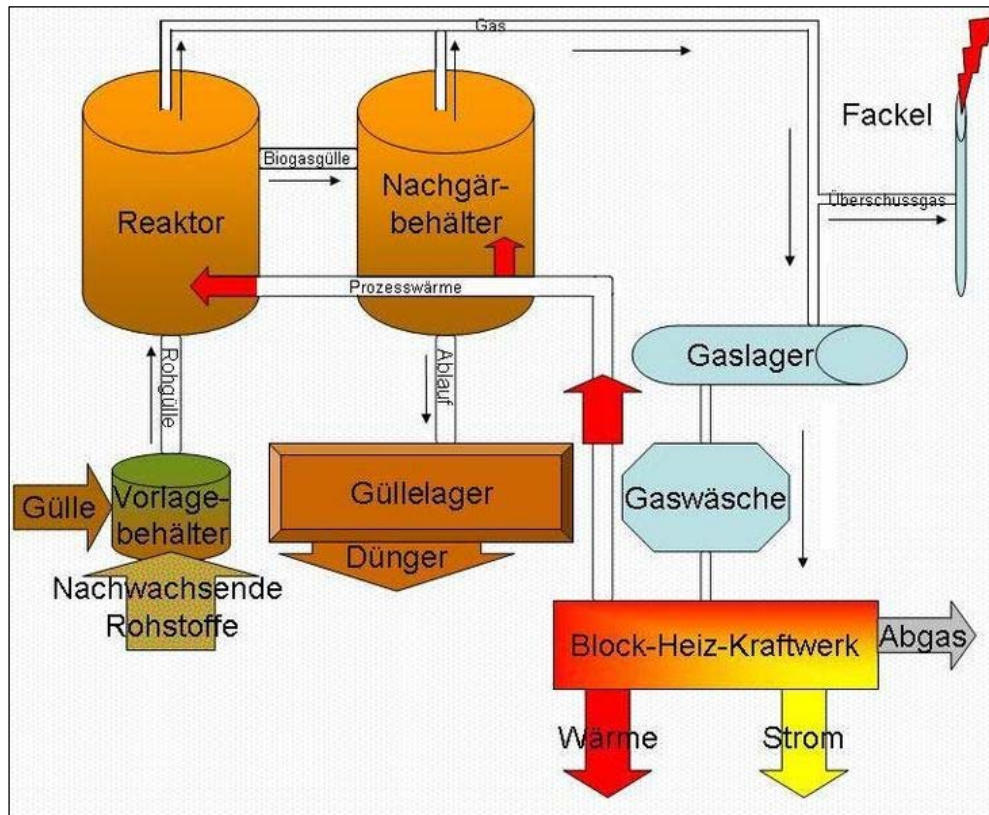 Gas
Fackel
Biogasgülle
Nachgär-
behälter
Reaktor
Überschussgas
Prozesswärme
Gaslager
Rohgülle
Ablauf
Gülle
Vorlage-
behälter
Güllelager
Gaswäsche
Dünger
Nachwachsende
Rohstoffe
Block-Heiz-Kraftwerk
Abgas
Wärme
Strom